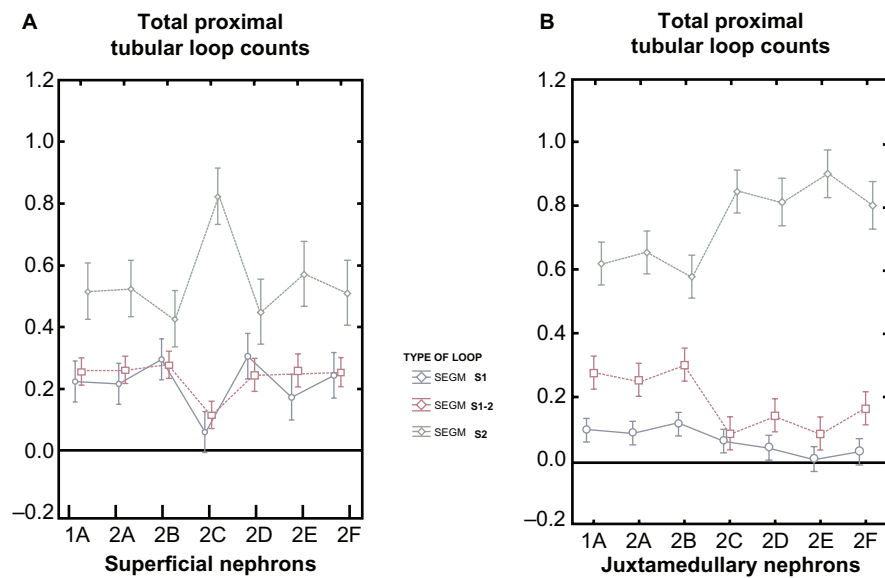 A
Total proximal
tubular loop counts
1.2
1.0
0.8
0.6
0.4
0.2
0.0
–0.2
1A 2A 2B 2C 2D 2E 2F
Superficial nephrons
TYPE OF LOOP
SEGM S1
SEGM S1-2
SEGM S2
B
Total proximal
tubular loop counts
1.2
1.0
0.8
0.6
0.4
0.2
0.0
–0.2
1A 2A 2B 2C 2D 2E 2F
Juxtamedullary nephrons